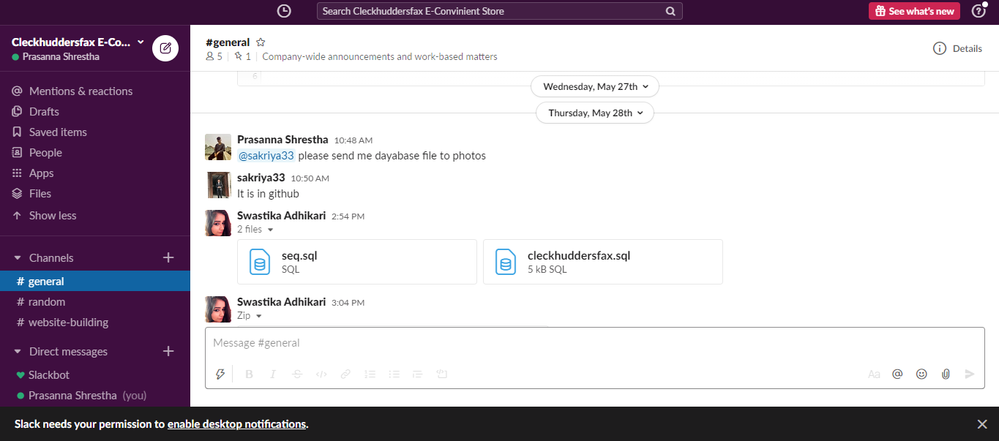 Search Cleckhuddersfax E-Convinient Store
See what's new
Cleckhuddersfax E-Co...
Prasanna Shrestha
Mentions & reactions
Drafts
Saved items
People
Apps
Files
Show less
Channels
# general
# random
# website-building
Direct messages
Slackbot
Prasanna Shrestha (you)
#general
5 | 1 | Company-wide announcements and work-based matters
Details
6
Wednesday, May 27th
Thursday, May 28th
Prasanna Shrestha 10:48 AM
@sakriya33 please send me dayabase file to photos
sakriya33 10:50 AM
It is in github
Swastika Adhikari 2:54 PM
2 files
seq.sql
SQL
cleckhuddersfax.sql
5 kB SQL
Swastika Adhikari 3:04 PM
Zip
Message #general
B I S </> Aa @
Slack needs your permission to enable desktop notifications.